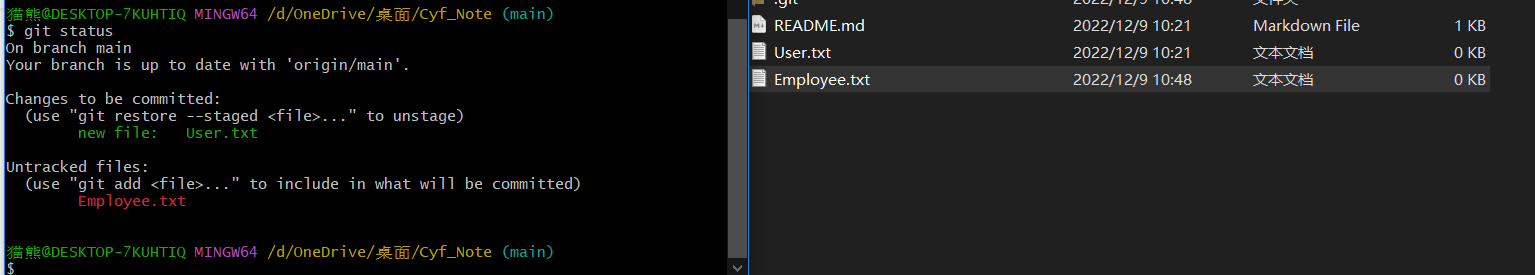 猫熊@DESKTOP-7KUHTIQ MINGW64 /d/OneDrive/桌面/Cyf_Note (main)
$ git status
On branch main
Your branch is up to date with 'origin/main'.
Changes to be committed:
(use "git restore --staged <file>..." to unstage)
new file: User.txt
Untracked files:
(use "git add <file>..." to include in what will be committed)
Employee.txt
猫熊@DESKTOP-7KUHTIQ MINGW64 /d/OneDrive/桌面/Cyf_Note (main)
$
.git 2022/12/9 10:48 文件夹
README.md 2022/12/9 10:21 Markdown File 1 KB
User.txt 2022/12/9 10:21 文本文档 0 KB
Employee.txt 2022/12/9 10:48 文本文档 0 KB